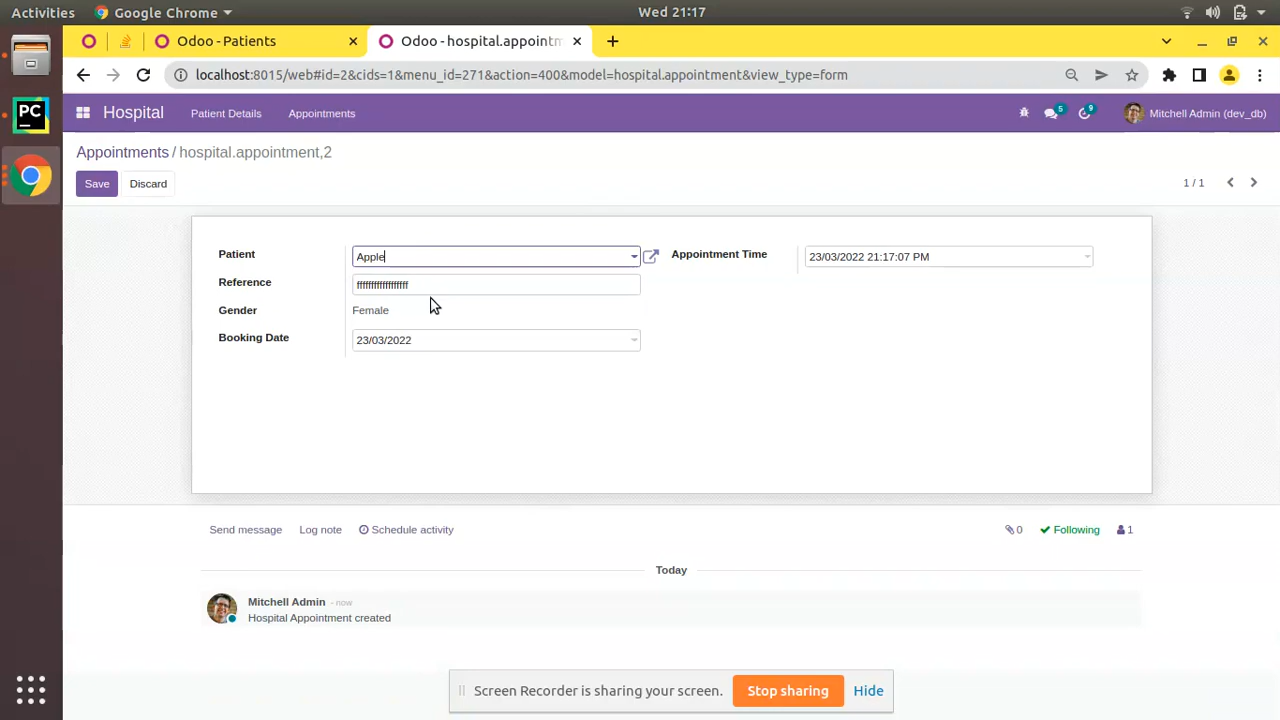 Activities
Google Chrome
Wed 21:17
Odoo - Patients
Odoo - hospital.appointm
localhost:8015/web#id=2&cids=1&menu_id=271&action=400&model=hospital.appointment&view_type=form
PC
Hospital
Patient Details
Appointments
5
9
Mitchell Admin (dev_db)
Appointments / hospital.appointment,2
Save
Discard
1 / 1
Patient
Apple
Appointment Time
23/03/2022 21:17:07 PM
Reference
Gender
Female
Booking Date
23/03/2022
Send message
Log note
Schedule activity
0
Following
1
Today
Mitchell Admin - now
Hospital Appointment created
Screen Recorder is sharing your screen.
Stop sharing
Hide